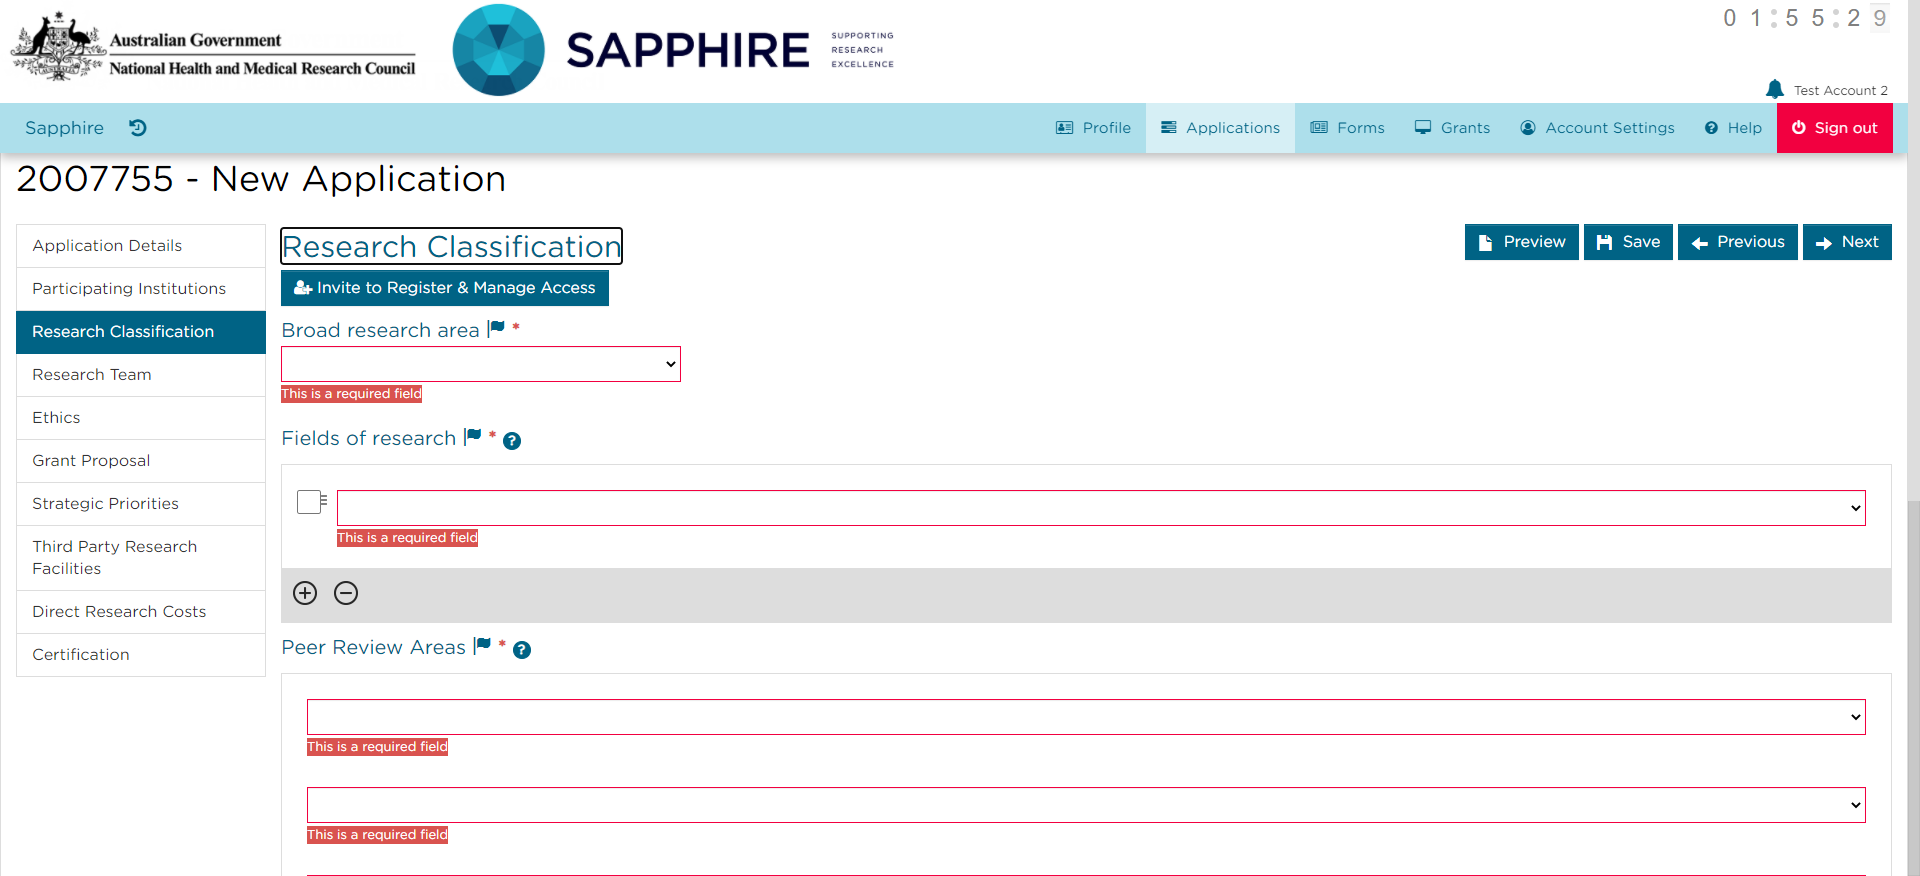 Australian Government
National Health and Medical Research Council
SAPPHIRE
SUPPORTING
RESEARCH
EXCELLENCE
01:55:29
Test Account 2
Sapphire
Profile
Applications
Forms
Grants
Account Settings
Help
Sign out
2007755 - New Application
Application Details
Participating Institutions
Research Classification
Research Team
Ethics
Grant Proposal
Strategic Priorities
Third Party Research
Facilities
Direct Research Costs
Certification
Research Classification
Preview
Save
Previous
Next
Invite to Register & Manage Access
Broad research area *
This is a required field
Fields of research * ?
This is a required field
Peer Review Areas * ?
This is a required field
This is a required field